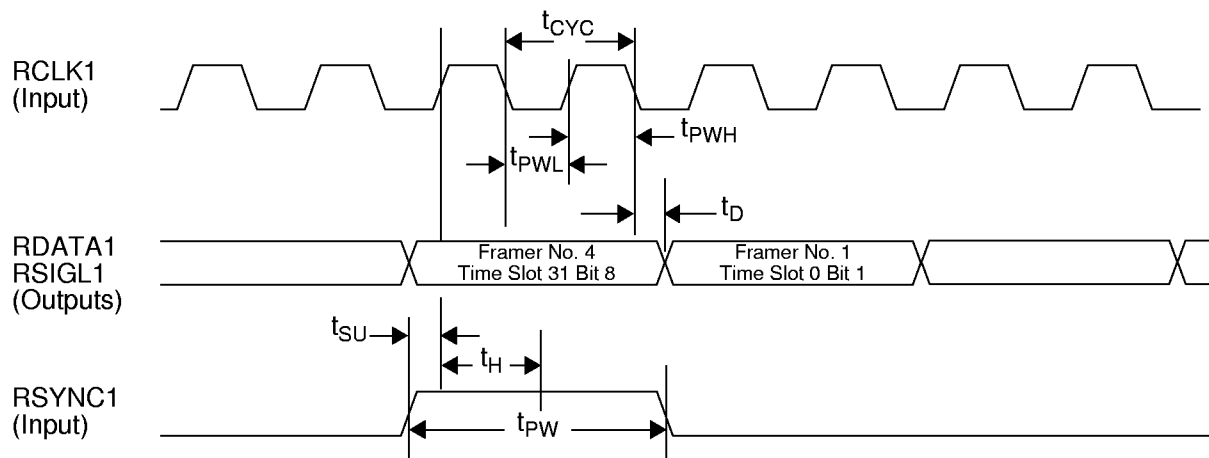 tCYC
RCLK1
(Input)
tPWH
tPWL
tD
RDATA1
RSIGL1
(Outputs)
Framer No. 4
Time Slot 31 Bit 8
Framer No. 1
Time Slot 0 Bit 1
tSU
tH
RSYNC1
(Input)
tPW